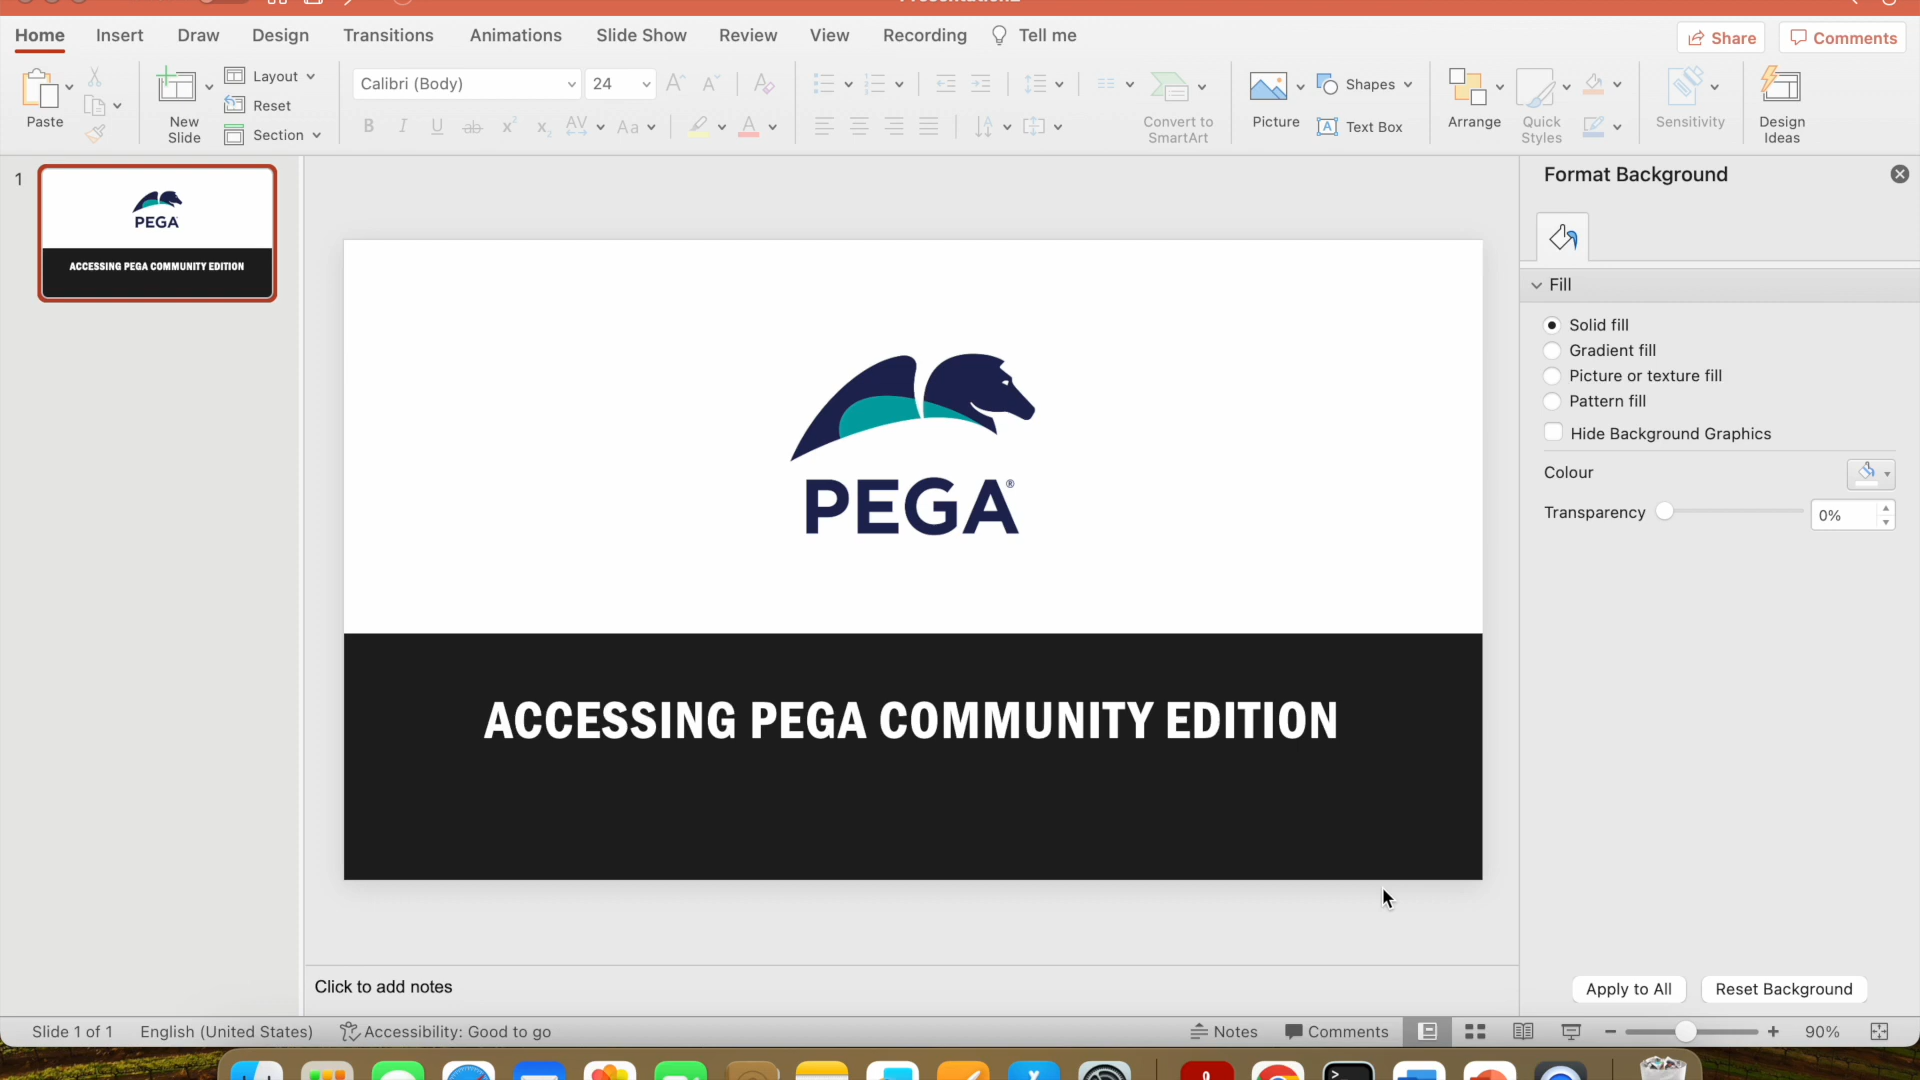 Home
Insert
Draw
Design
Transitions
Animations
Slide Show
Review
View
Recording
Tell me
Share
Comments
Paste
New
Slide
Layout
Reset
Section
Calibri (Body)
24
Convert to
SmartArt
Picture
Shapes
Text Box
Arrange
Quick
Styles
Sensitivity
Design
Ideas
1
PEGA
ACCESSING PEGA COMMUNITY EDITION
PEGA®
ACCESSING PEGA COMMUNITY EDITION
Format Background
Fill
Solid fill
Gradient fill
Picture or texture fill
Pattern fill
Hide Background Graphics
Colour
Transparency
0%
Apply to All
Reset Background
Click to add notes
Slide 1 of 1
English (United States)
Accessibility: Good to go
Notes
Comments
90%